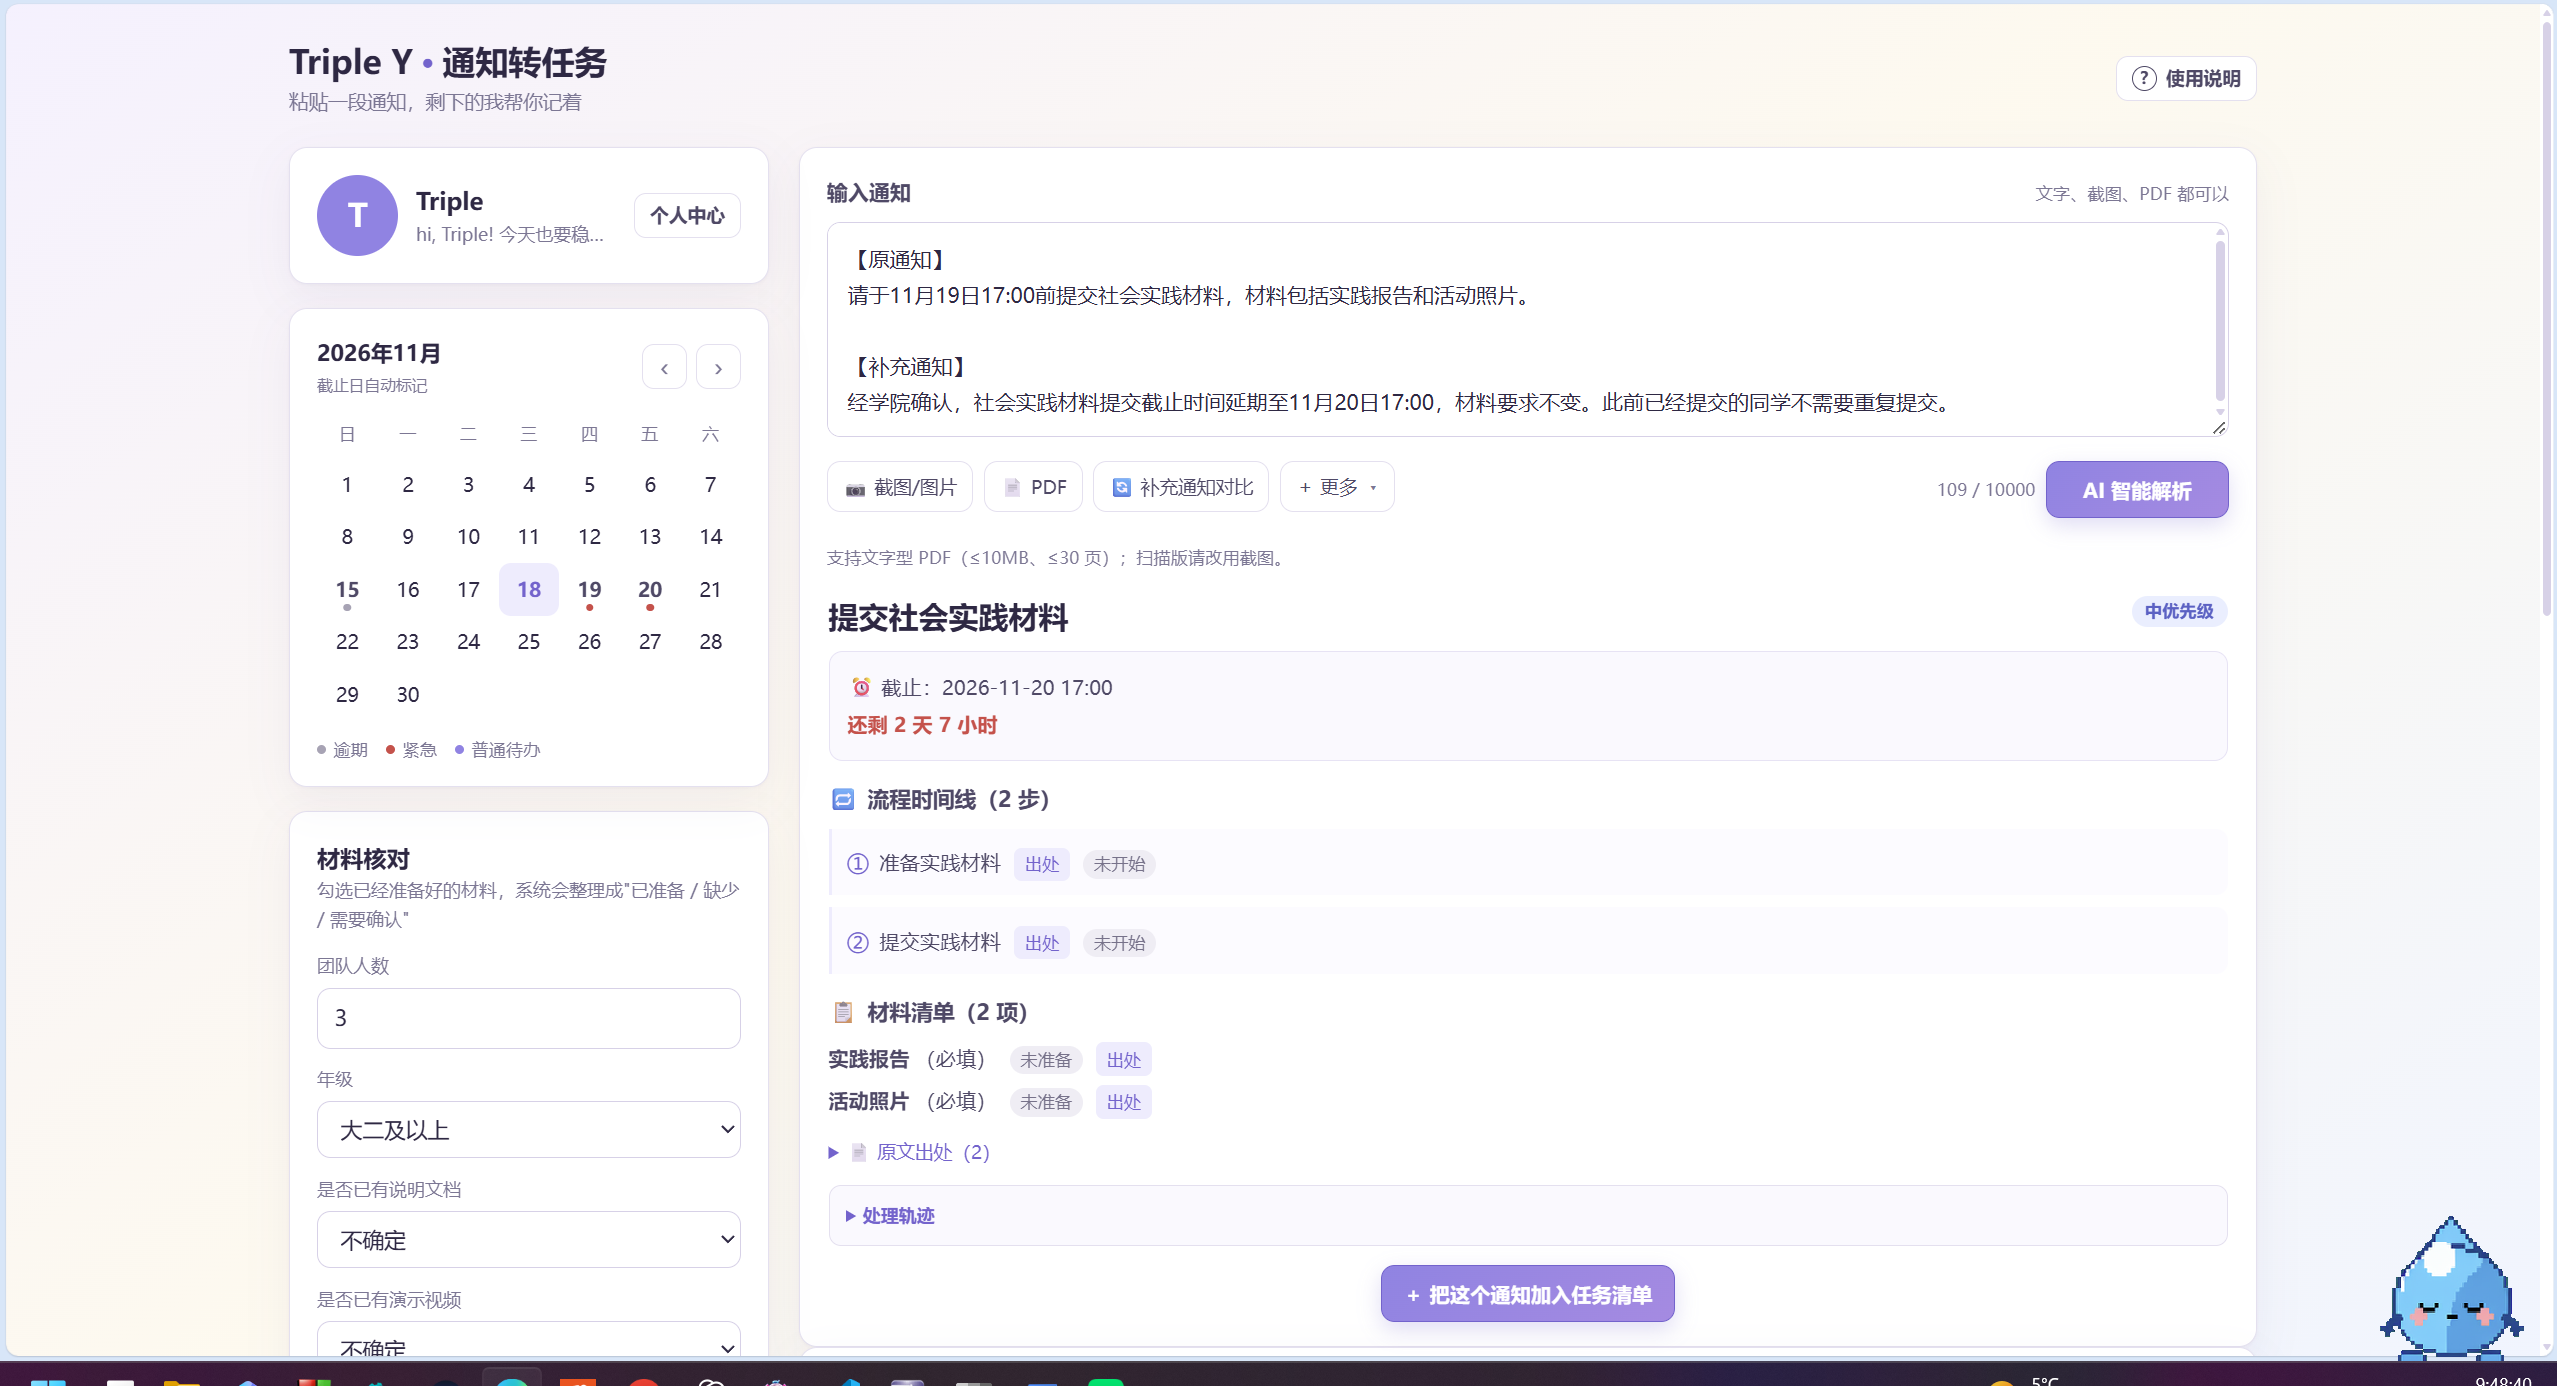 Triple Y • 通知转任务
粘贴一段通知，剩下的我帮你记着
? 使用说明
T
Triple
hi, Triple! 今天也要稳...
个人中心
2026年11月
截止日自动标记
‹ ›
日 一 二 三 四 五 六
1 2 3 4 5 6 7
8 9 10 11 12 13 14
15 16 17 18 19 20 21
22 23 24 25 26 27 28
29 30
逾期 紧急 普通待办
材料核对
勾选已经准备好的材料，系统会整理成"已准备 / 缺少
/ 需要确认"
团队人数
3
年级
大二及以上
是否已有说明文档
不确定
是否已有演示视频
不确定
输入通知
文字、截图、PDF 都可以
【原通知】
请于11月19日17:00前提交社会实践材料，材料包括实践报告和活动照片。
【补充通知】
经学院确认，社会实践材料提交截止时间延期至11月20日17:00，材料要求不变。此前已经提交的同学不需要重复提交。
截图/图片
PDF
补充通知对比
+ 更多
109 / 10000
AI 智能解析
支持文字型 PDF（≤10MB、≤30 页）；扫描版请改用截图。
提交社会实践材料
中优先级
截止：2026-11-20 17:00
还剩 2 天 7 小时
流程时间线（2 步）
① 准备实践材料 出处 未开始
② 提交实践材料 出处 未开始
材料清单（2 项）
实践报告 （必填） 未准备 出处
活动照片 （必填） 未准备 出处
原文出处（2）
处理轨迹
+ 把这个通知加入任务清单
5°C
9:48:40